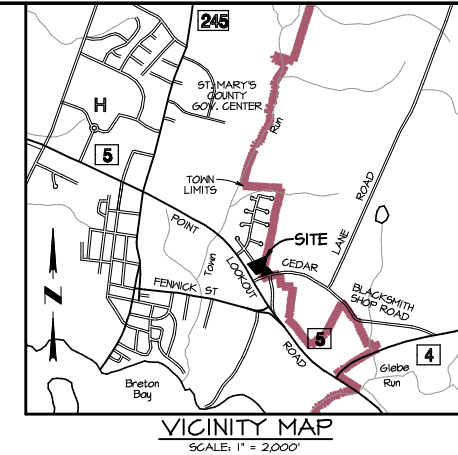 245
ST. MARY'S
COUNTY
GOV. CENTER
H
Run
5
TOWN
LIMITS
POINT
LANE ROAD
SITE
Town
LOOKOUT
CEDAR
FENWICK ST
BLACKSMITH
SHOP ROAD
N
5
ROAD
4
Glebe
Run
Breton
Bay
VICINITY MAP
SCALE: 1" = 2,000'